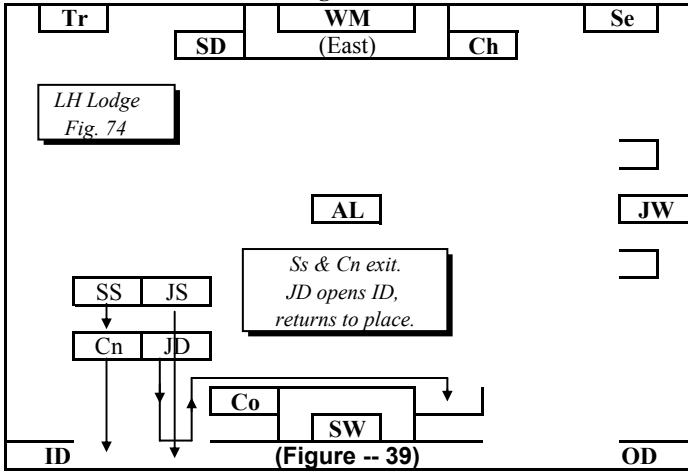 Tr WM Se
SD (East) Ch
LH Lodge
Fig. 74
AL JW
Ss & Cn exit.
JD opens ID,
returns to place.
SS JS
Cn JD
Co
SW
ID (Figure -- 39) OD